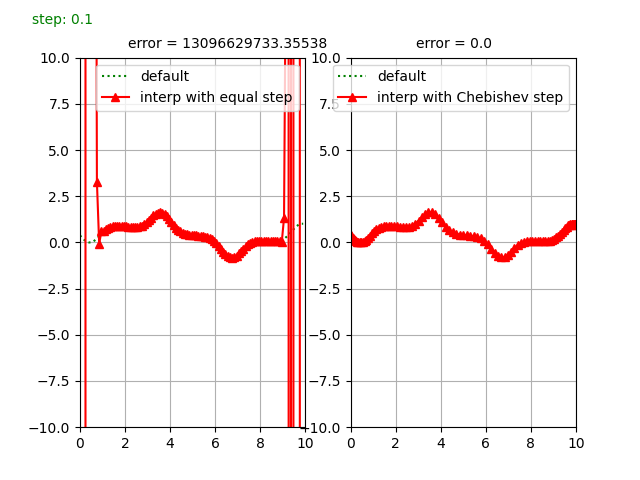 step: 0.1
error = 13096629733.35538
error = 0.0
default
interp with equal step
default
interp with Chebishev step
10.0
7.5
5.0
2.5
0.0
−2.5
−5.0
−7.5
−10.0
0 2 4 6 8 10
10.0
7.5
5.0
2.5
0.0
−2.5
−5.0
−7.5
−10.0
0 2 4 6 8 10